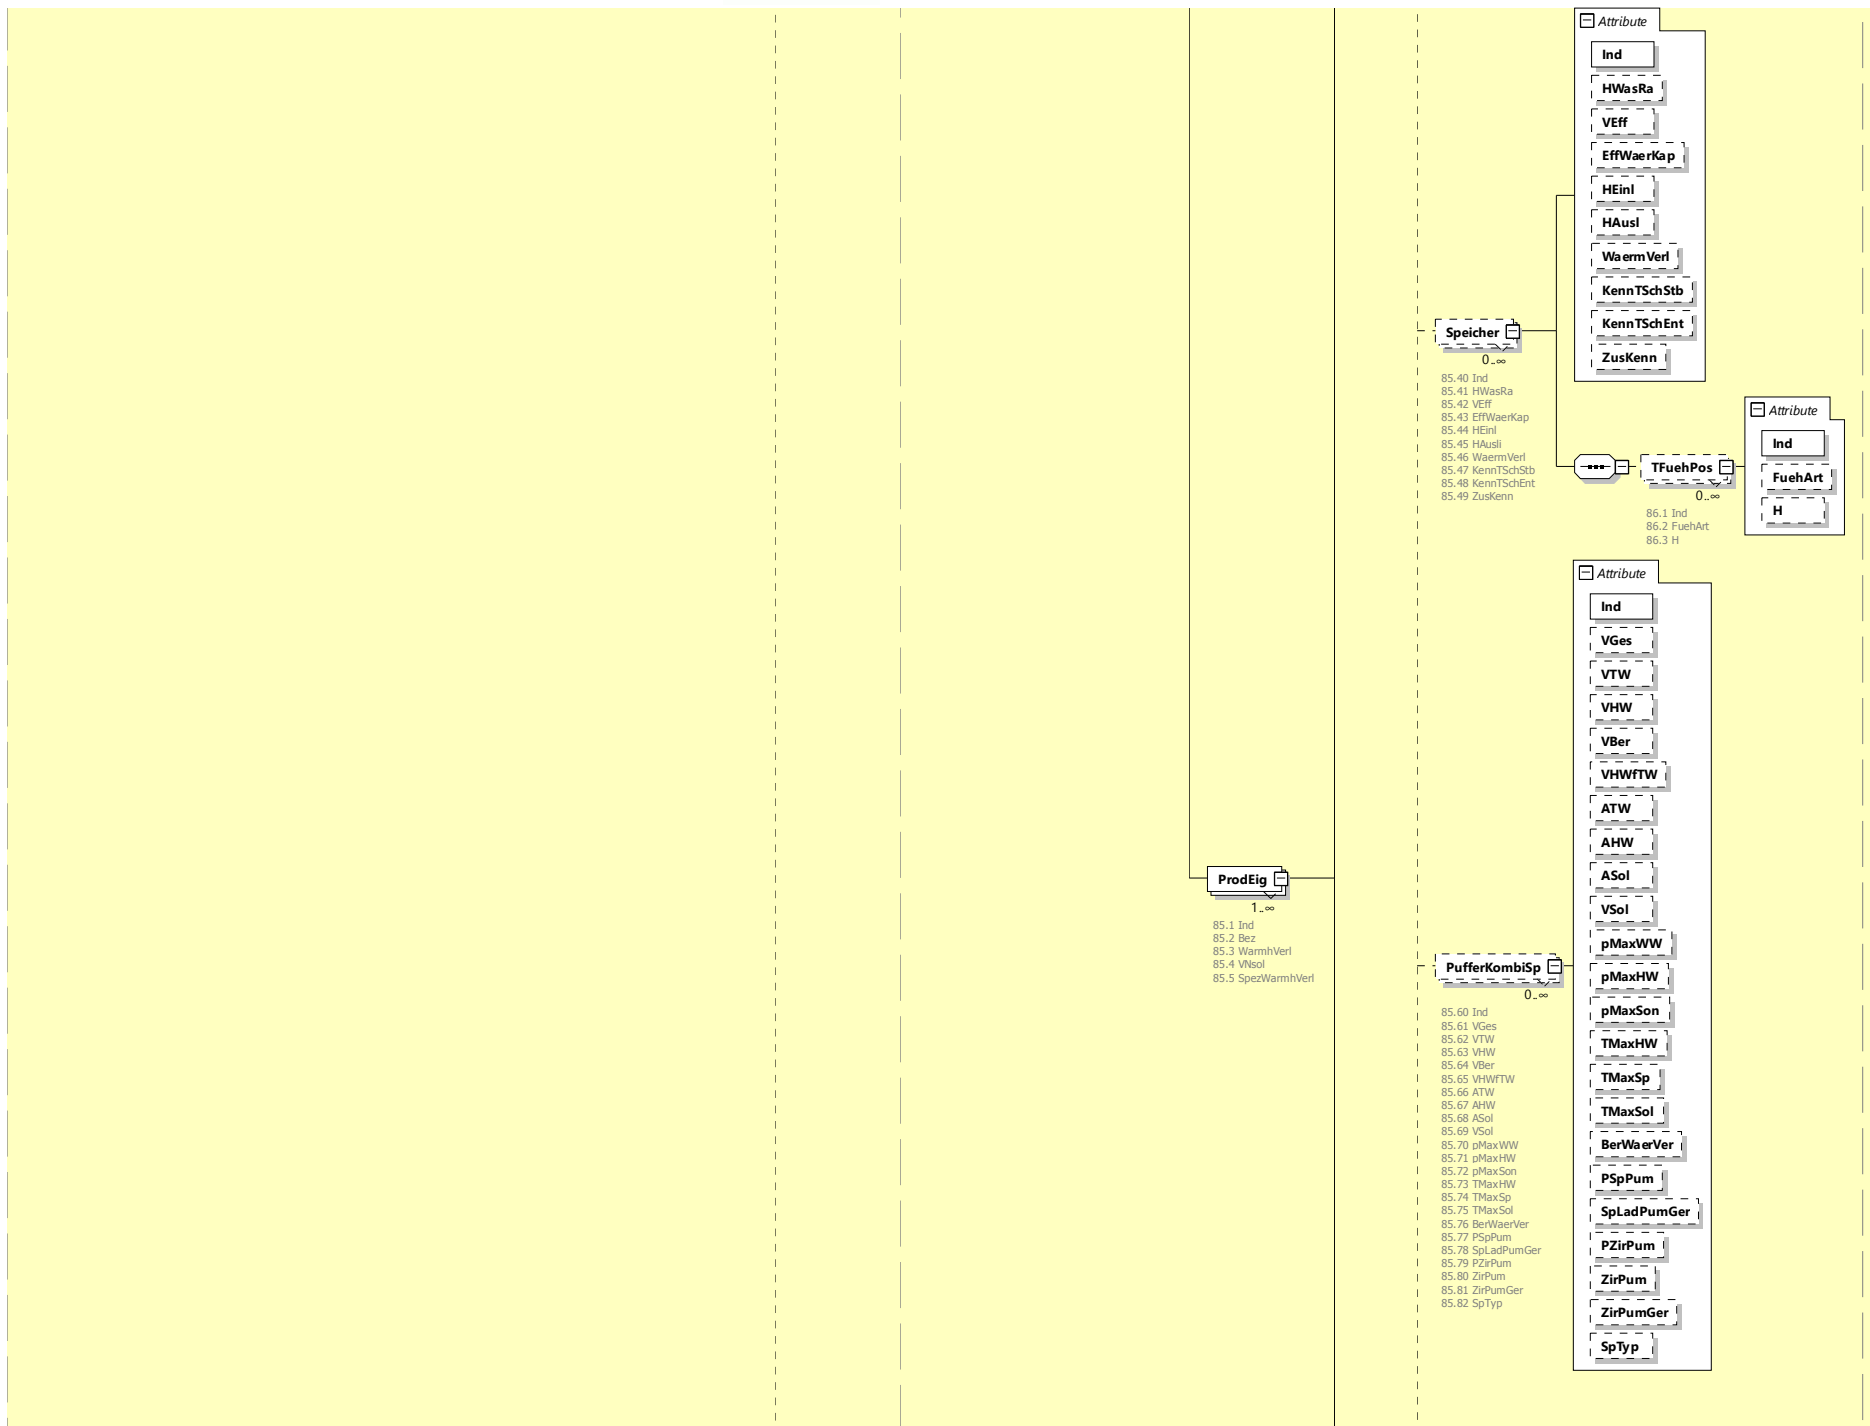 Attribute
Ind
HWasRa
VEff
EffWaerKap
HEinl
HAusl
WaermVerl
KennTSchStb
KennTSchEnt
ZusKenn
Speicher
0..∞
85.40 Ind
85.41 HWasRa
85.42 VEff
85.43 EffWaerKap
85.44 HEinl
85.45 HAusli
85.46 WaermVerl
85.47 KennTSchStb
85.48 KennTSchEnt
85.49 ZusKenn
Attribute
Ind
FuehArt
H
TFuehPos
0..∞
86.1 Ind
86.2 FuehArt
86.3 H
Attribute
Ind
VGes
VTW
VHW
VBer
VHWfTW
ATW
AHW
ASol
VSol
pMaxWW
pMaxHW
pMaxSon
TMaxHW
TMaxSp
TMaxSol
BerWaerVer
PSpPum
SpLadPumGer
PZirPum
ZirPum
ZirPumGer
SpTyp
ProdEig
1..∞
85.1 Ind
85.2 Bez
85.3 WarmhVerl
85.4 VNsol
85.5 SpezWarmhVerl
PufferKombiSp
0..∞
85.60 Ind
85.61 VGes
85.62 VTW
85.63 VHW
85.64 VBer
85.65 VHWfTW
85.66 ATW
85.67 AHW
85.68 ASol
85.69 VSol
85.70 pMaxWW
85.71 pMaxHW
85.72 pMaxSon
85.73 TMaxHW
85.74 TMaxSp
85.75 TMaxSol
85.76 BerWaerVer
85.77 PSpPum
85.78 SpLadPumGer
85.79 PZirPum
85.80 ZirPum
85.81 ZirPumGer
85.82 SpTyp